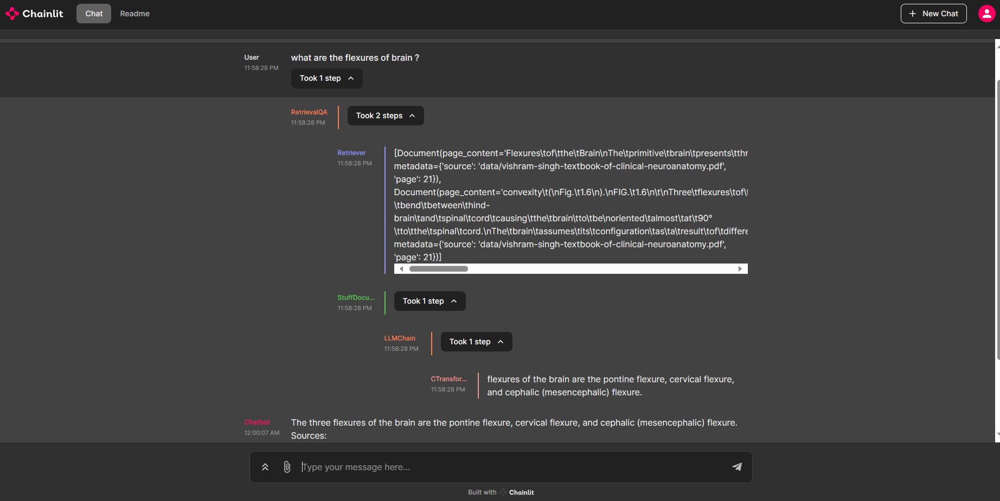 Chainlit
Chat
Readme
New Chat
User
11:58:28 PM
what are the flexures of brain ?
Took 1 step
RetrievalQA
11:58:28 PM
Took 2 steps
Retriever
11:58:28 PM
[Document(page_content='Flexures\tof\tthe\tBrain\nThe\tprimitive\tbrain\tpresents\tthr
metadata={'source': 'data/vishram-singh-textbook-of-clinical-neuroanatomy.pdf',
'page': 21}),
Document(page_content='convexity\t(\nFig.\t1.6\n).\nFIG.\t1.6\n\t\nThree\tflexures\tof\t
\tbend\tbetween\thind-
brain\tand\tspinal\tcord\tcausing\tthe\tbrain\tto\tbe\noriented\talmost\tat\t90°
\tto\tthe\tspinal\tcord.\nThe\tbrain\tassumes\tits\tconfiguration\tas\ta\tresult\tof\tdiffere
metadata={'source': 'data/vishram-singh-textbook-of-clinical-neuroanatomy.pdf',
'page': 21})]
StuffDocu...
11:58:28 PM
Took 1 step
LLMChain
11:58:28 PM
Took 1 step
CTransfor...
11:58:28 PM
flexures of the brain are the pontine flexure, cervical flexure,
and cephalic (mesencephalic) flexure.
Chatbot
12:00:07 AM
The three flexures of the brain are the pontine flexure, cervical flexure, and cephalic (mesencephalic) flexure.
Sources:
Type your message here...
Built with Chainlit